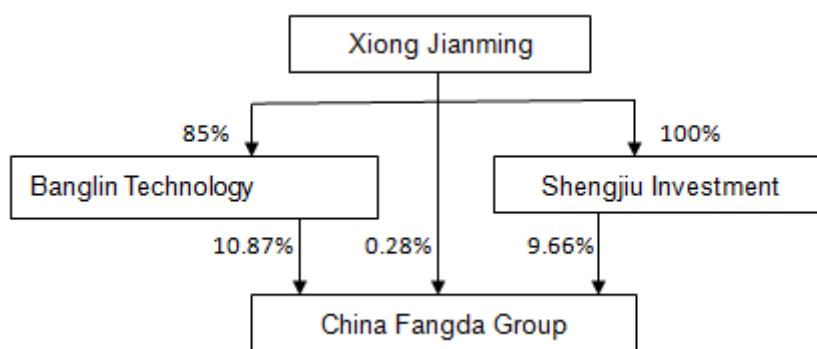 Xiong Jianming
85%
100%
Banglin Technology
Shengjiu Investment
10.87%
0.28%
9.66%
China Fangda Group